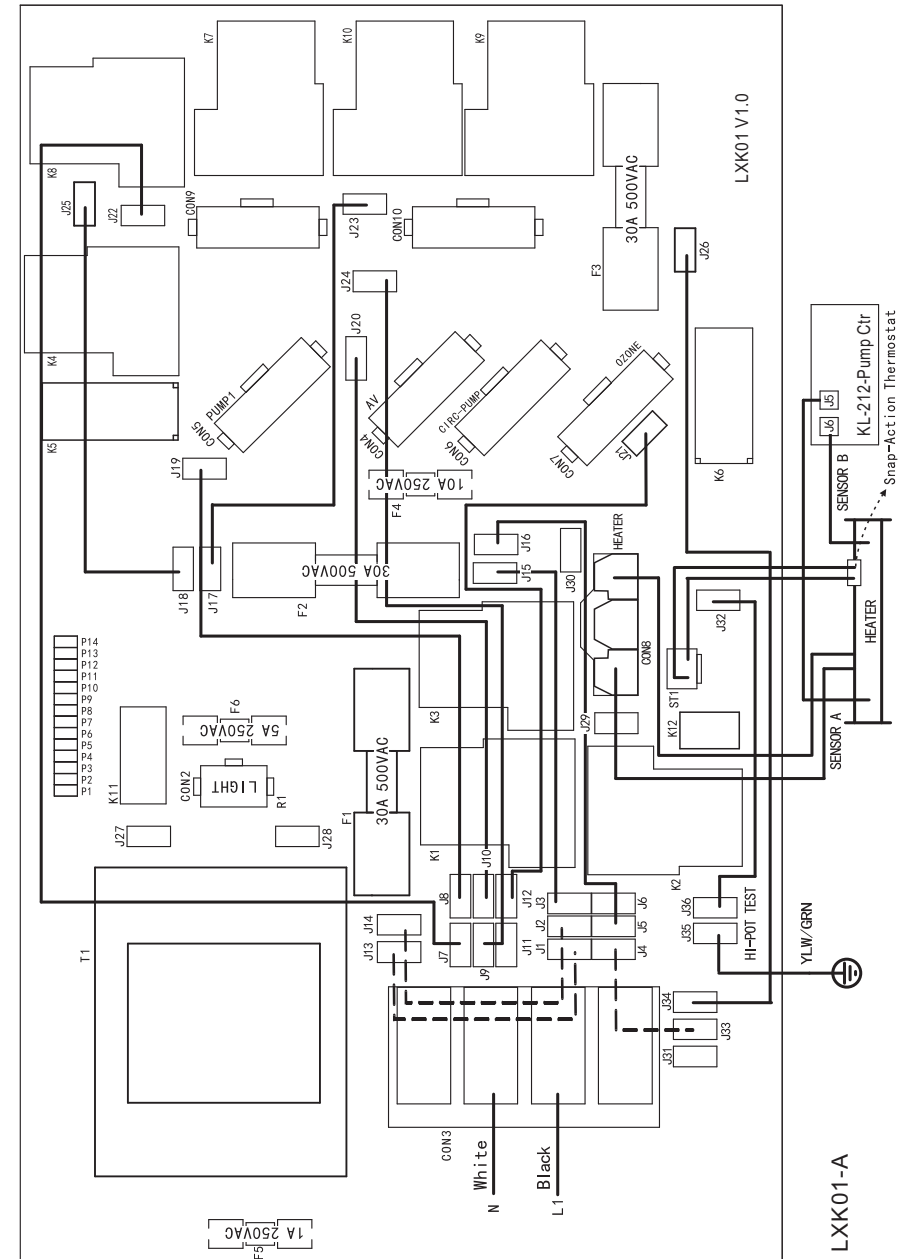 K7
K10
K9
K8
J25
J22
CON9
J23
CON10
30A 500VAC
F3
LXK01 V1.0
J26
K4
K5
J24
J20
PUMP1
CON5
AV
CON4
CIRC-PUMP
CON6
OZONE
CON7
J21
K6
J19
10A 250VAC
F4
J18
J17
30A 500VAC
F2
J16
J15
J30
HEATER
CON8
J32
J5
J6
KL-212-Pump Ctr
Snap-Action Thermostat
SENSOR B
HEATER
SENSOR A
P14
P13
P12
P11
P10
P9
P8
P7
P6
P5
P4
P3
P2
P1
K11
5A 250VAC
F6
CON2
LIGHT
R1
J27
J28
F1
30A 500VAC
K3
K1
J29
ST1
K12
K2
T1
J14
J13
J8
J10
J12
J7
J9
J11
J3
J2
J1
J6
J5
J4
J36
J35
HI-POT TEST
YLW/GRN
J34
J33
J31
CON3
White
N
Black
L1
1A 250VAC
F5
LXK01-A